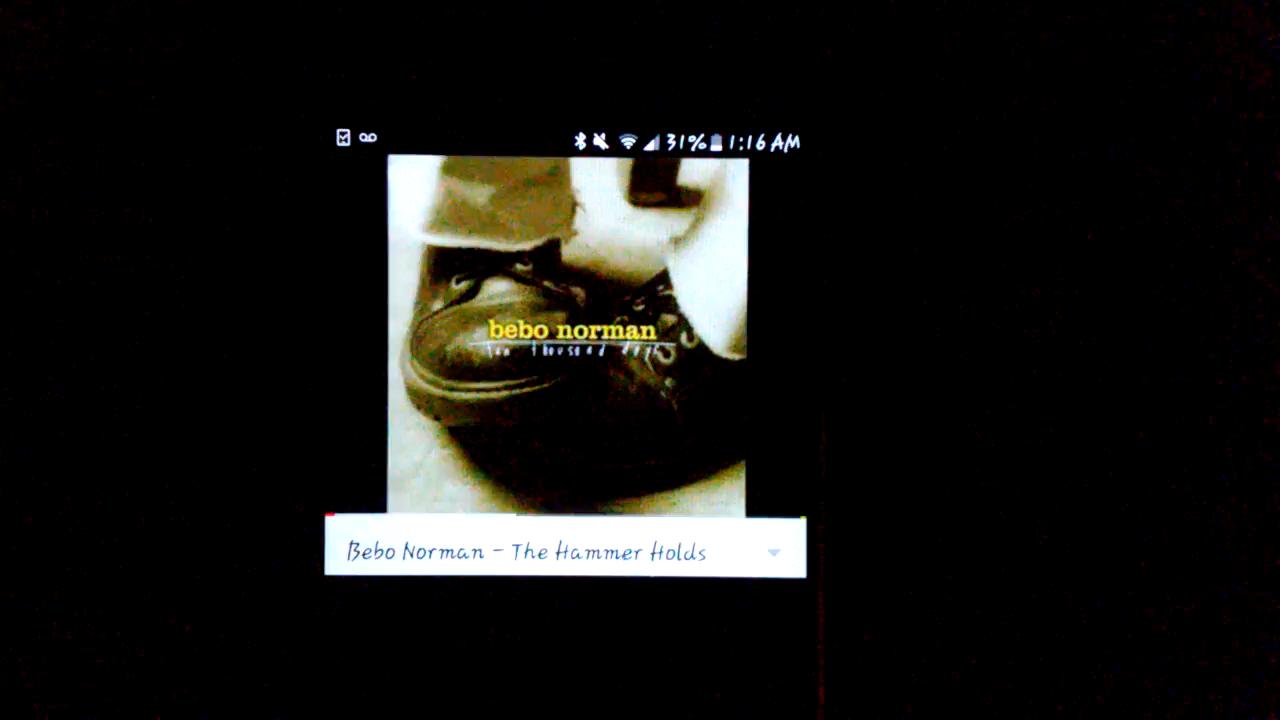 31% 1:16 AM
bebo norman
ten thousand days
Bebo Norman - The Hammer Holds